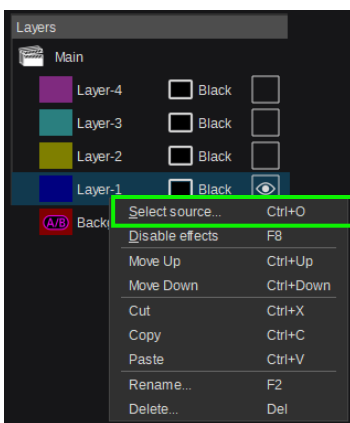 Layers
Main
Layer-4 Black
Layer-3 Black
Layer-2 Black
Layer-1 Black
Select source... Ctrl+O
(A/B)
Disable effects F8
Move Up Ctrl+Up
Move Down Ctrl+Down
Cut Ctrl+X
Copy Ctrl+C
Paste Ctrl+V
Rename... F2
Delete... Del